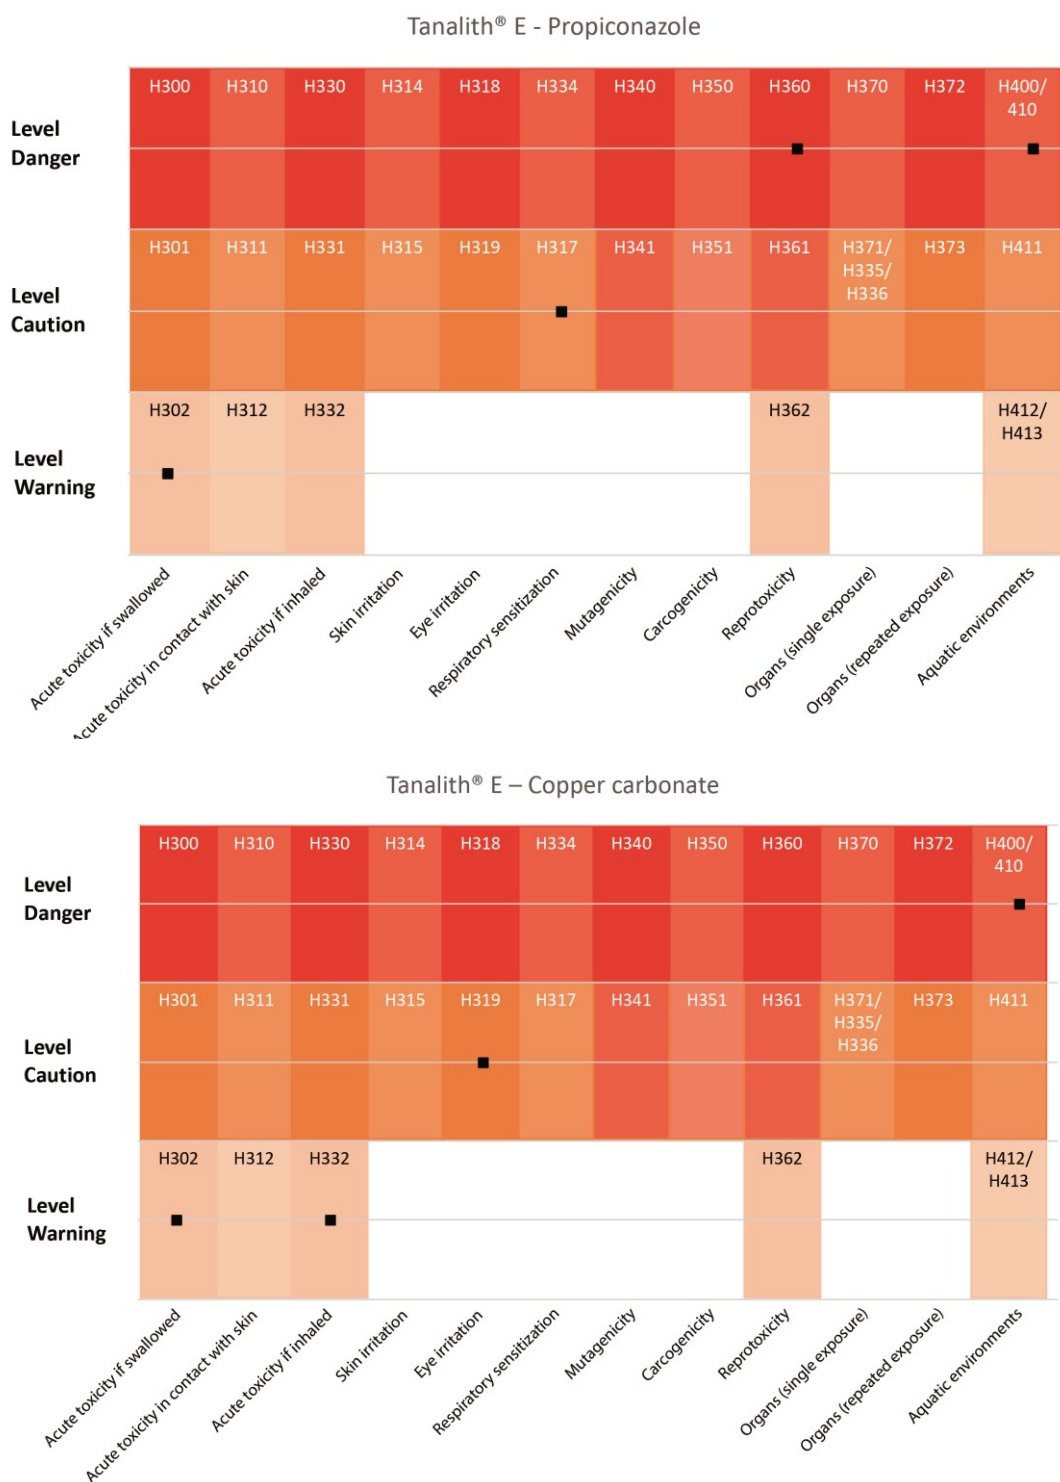 Tanalith® E - Propiconazole
H300 H310 H330 H314 H318 H334 H340 H350 H360 H370 H372 H400/
410
Level
Danger
H301 H311 H331 H315 H319 H317 H341 H351 H361 H371/ H373 H411
H335/
H336
Level
Caution
H302 H312 H332 H362 H412/
H413
Level
Warning
Acute toxicity if swallowed
Acute toxicity in contact with skin
Acute toxicity if inhaled
Skin irritation
Eye irritation
Respiratory sensitization
Mutagenicity
Carcogenicity
Reprotoxicity
Organs (single exposure)
Organs (repeated exposure)
Aquatic environments
Tanalith® E – Copper carbonate
H300 H310 H330 H314 H318 H334 H340 H350 H360 H370 H372 H400/
410
Level
Danger
H301 H311 H331 H315 H319 H317 H341 H351 H361 H371/ H373 H411
H335/
H336
Level
Caution
H302 H312 H332 H362 H412/
H413
Level
Warning
Acute toxicity if swallowed
Acute toxicity in contact with skin
Acute toxicity if inhaled
Skin irritation
Eye irritation
Respiratory sensitization
Mutagenicity
Carcogenicity
Reprotoxicity
Organs (single exposure)
Organs (repeated exposure)
Aquatic environments